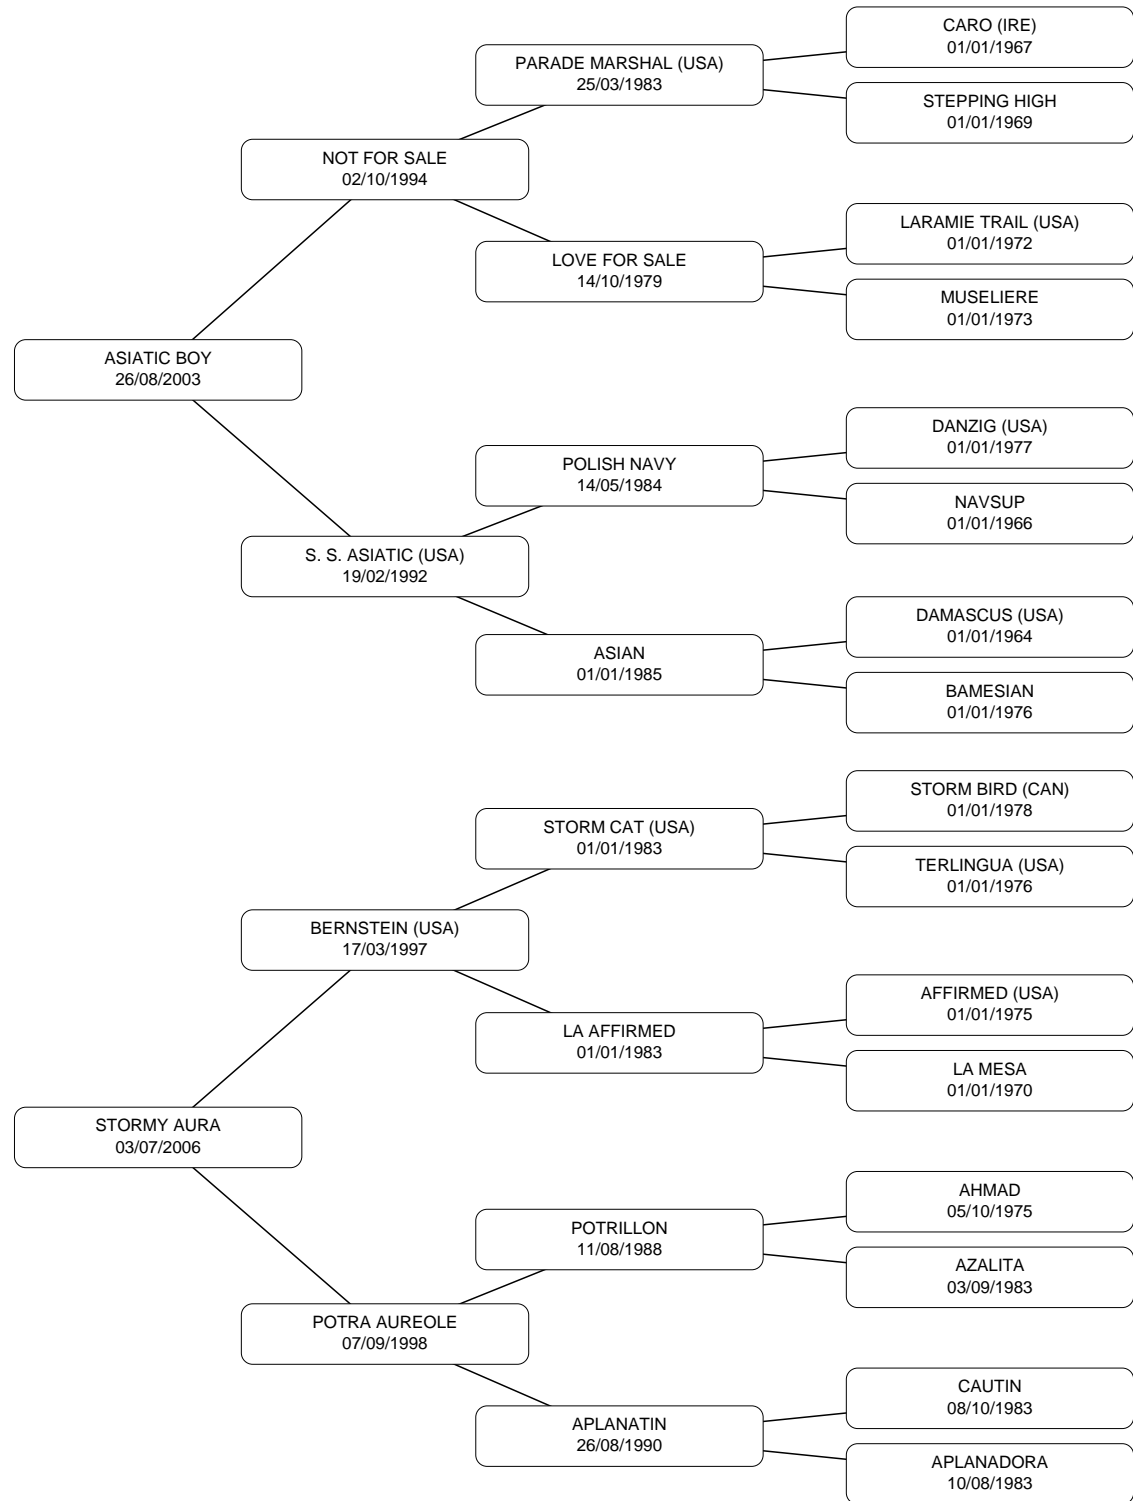 CARO (IRE)
01/01/1967
PARADE MARSHAL (USA)
25/03/1983
STEPPING HIGH
01/01/1969
NOT FOR SALE
02/10/1994
LARAMIE TRAIL (USA)
01/01/1972
LOVE FOR SALE
14/10/1979
MUSELIERE
01/01/1973
ASIATIC BOY
26/08/2003
DANZIG (USA)
01/01/1977
POLISH NAVY
14/05/1984
NAVSUP
01/01/1966
S. S. ASIATIC (USA)
19/02/1992
DAMASCUS (USA)
01/01/1964
ASIAN
01/01/1985
BAMESIAN
01/01/1976
STORM BIRD (CAN)
01/01/1978
STORM CAT (USA)
01/01/1983
TERLINGUA (USA)
01/01/1976
BERNSTEIN (USA)
17/03/1997
AFFIRMED (USA)
01/01/1975
LA AFFIRMED
01/01/1983
LA MESA
01/01/1970
STORMY AURA
03/07/2006
AHMAD
05/10/1975
POTRILLON
11/08/1988
AZALITA
03/09/1983
POTRA AUREOLE
07/09/1998
CAUTIN
08/10/1983
APLANATIN
26/08/1990
APLANADORA
10/08/1983